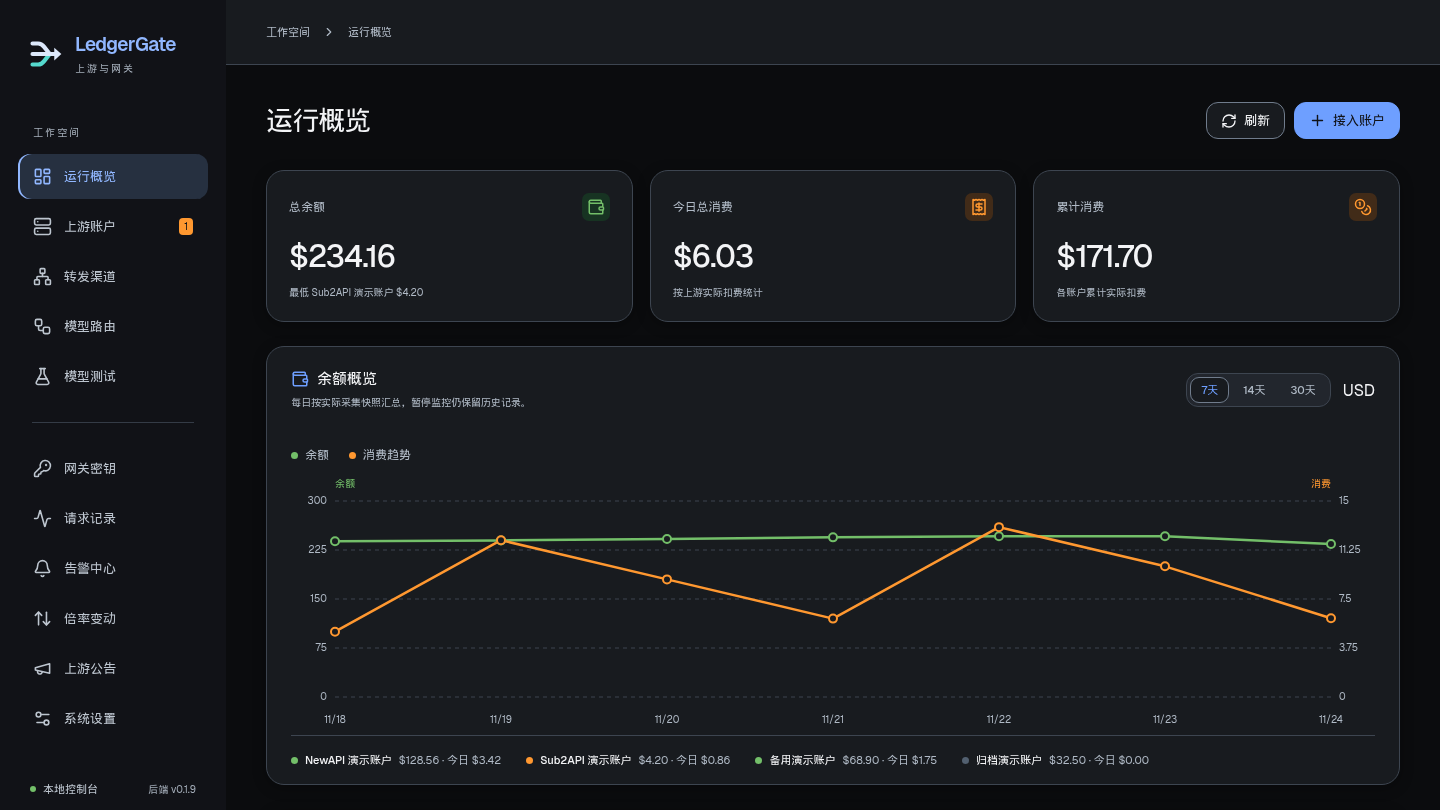 LedgerGate
上游与网关
工作空间
运行概览
上游账户
1
转发渠道
模型路由
模型测试
网关密钥
请求记录
告警中心
倍率变动
上游公告
系统设置
本地控制台
后端 v0.1.9
工作空间
运行概览
运行概览
刷新
接入账户
总余额
$234.16
最低 Sub2API 演示账户 $4.20
今日总消费
$6.03
按上游实际扣费统计
累计消费
$171.70
各账户累计实际扣费
余额概览
每日按实际采集快照汇总，暂停监控仍保留历史记录。
7天
14天
30天
USD
余额
消费趋势
余额
消费
300
15
225
11.25
150
7.5
75
3.75
0
0
11/18
11/19
11/20
11/21
11/22
11/23
11/24
NewAPI 演示账户 $128.56 · 今日 $3.42
Sub2API 演示账户 $4.20 · 今日 $0.86
备用演示账户 $68.90 · 今日 $1.75
归档演示账户 $32.50 · 今日 $0.00